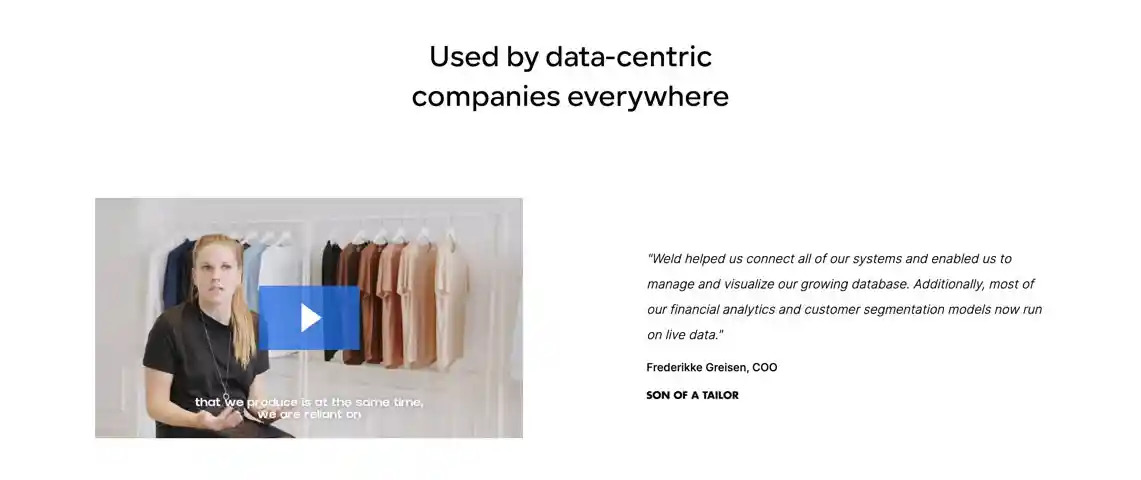 Used by data-centric
companies everywhere
that we produce is at the same time,
we are reliant on
"Weld helped us connect all of our systems and enabled us to
manage and visualize our growing database. Additionally, most of
our financial analytics and customer segmentation models now run
on live data."
Frederikke Greisen, COO
SON OF A TAILOR